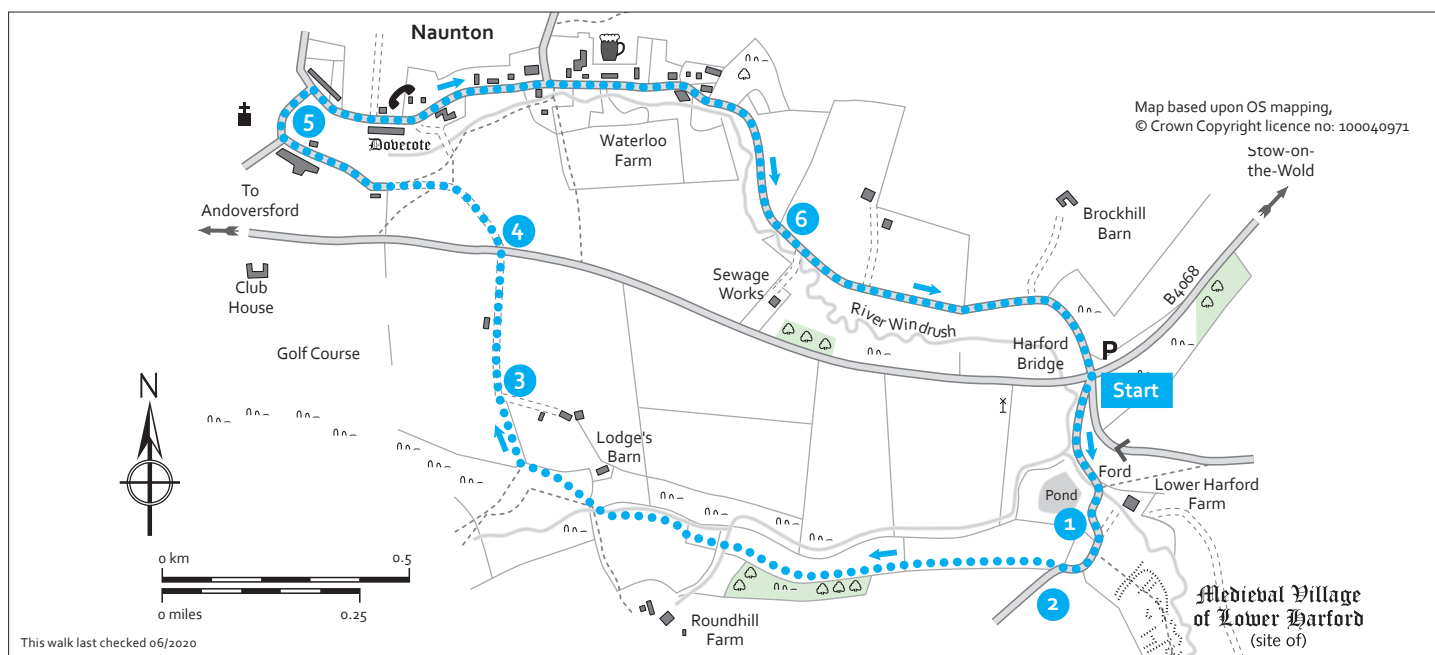 Naunton
Map based upon OS mapping,
© Crown Copyright licence no: 100040971
5
Dovecote
Waterloo
Farm
Stow-on-
the-Wold
To
Andoversford
4
6
Brockhill
Barn
Club
House
Sewage
Works
B4068
River Windrush
Golf Course
Harford
Bridge
P
Start
N
3
Lodge's
Barn
Ford
Lower Harford
Farm
Pond
1
0 km
0.5
0 miles
0.25
2
Roundhill
Farm
Medieval Village
of Lower Harford
(site of)
This walk last checked 06/2020